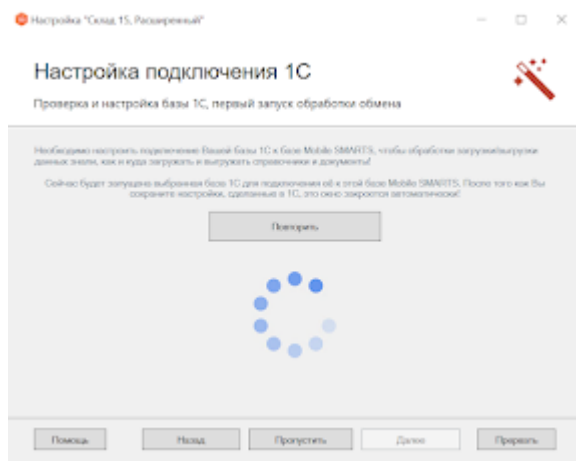 Настройка "Склад 15, Расширенный"
Настройка подключения 1С
Проверка и настройка базы 1С, первый запуск обработки обмена
Необходимо настроить подключение Вашей базы 1С к базе Mobile SMARTS, чтобы обработки загрузки/выгрузки
данных знали, как и куда загружать и выгружать справочники и документы!
Сейчас будет запущена выбранная база 1С для подключения её к этой базе Mobile SMARTS. После того как Вы
сохраните настройки, сделанные в 1С, это окно закроется автоматически!
Повторить
Помощь
Назад
Пропустить
Далее
Прервать